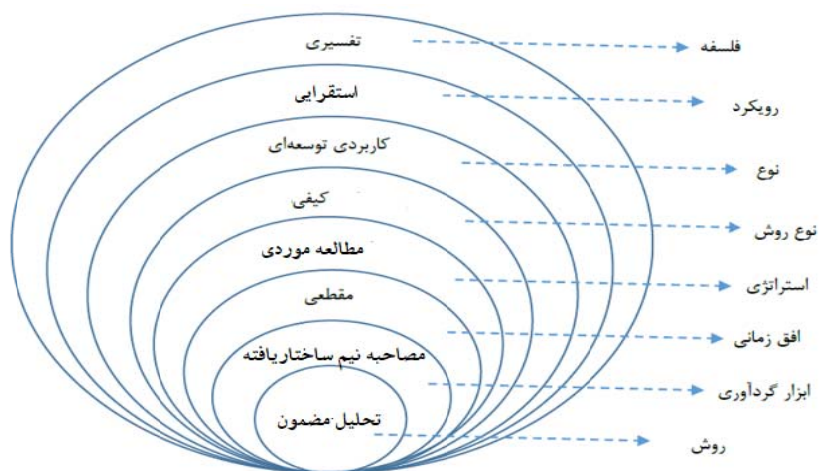 تفسیری
فلسفه
استقرایی
رویکرد
کاربردی توسعه‌ای
نوع
کیفی
نوع روش
مطالعه موردی
استراتژی
مقطعی
افق زمانی
مصاحبه نیم ساختاریافته
ابزار گردآوری
تحلیل مضمون
روش